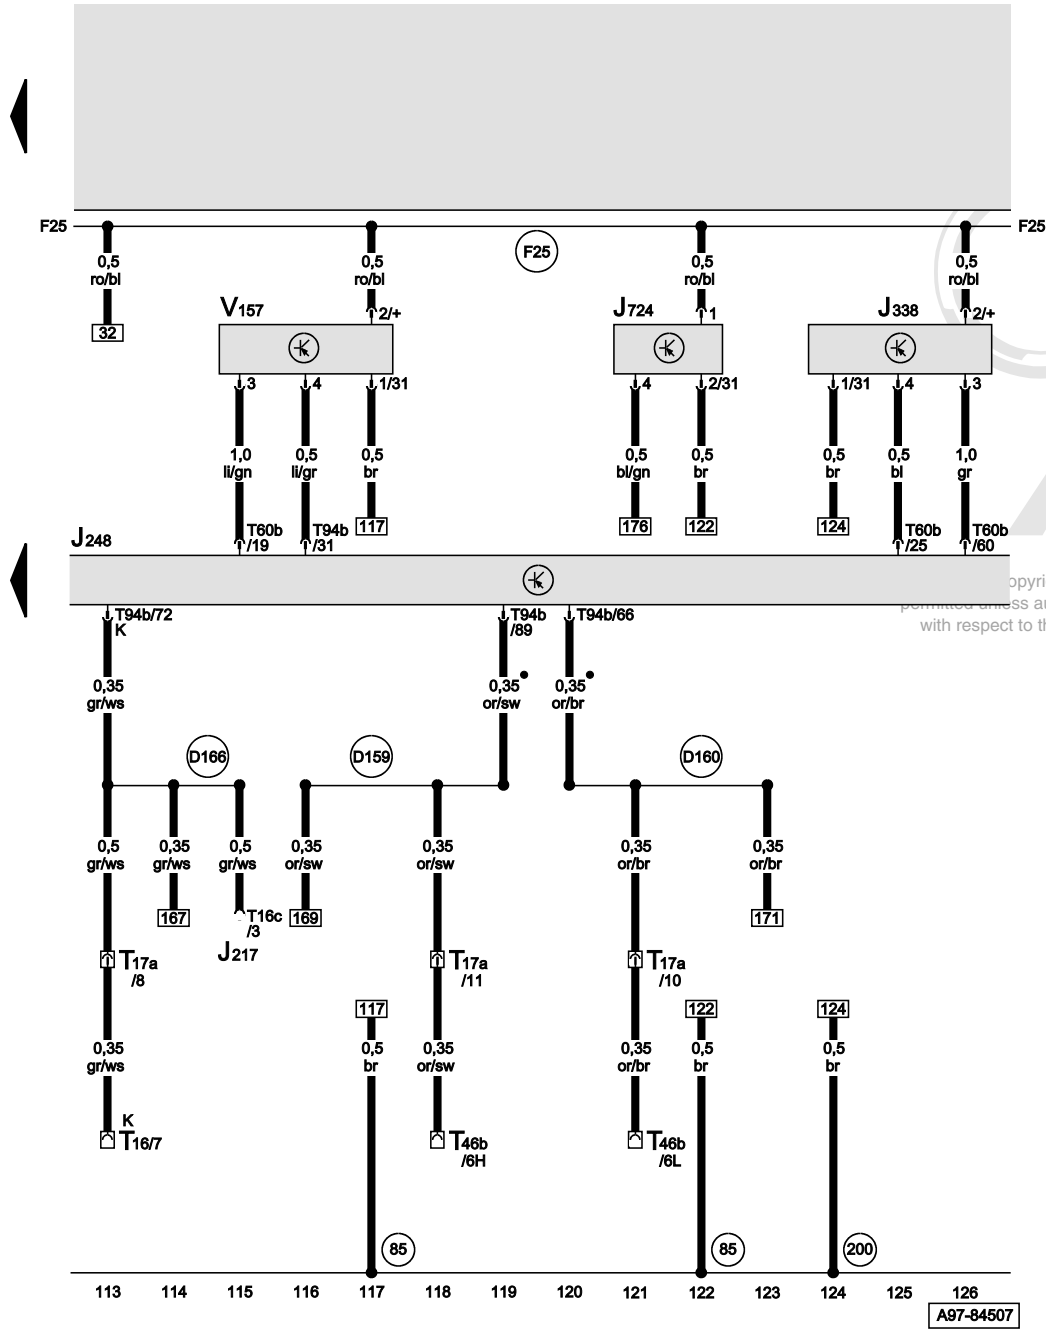 F25
F25
F25
0,5
ro/bl
0,5
ro/bl
0,5
ro/bl
0,5
ro/bl
32
V157
2/+
J724
1
J338
2/+
3
4
1/31
4
2/31
1/31
4
3
1,0
li/gn
0,5
li/gr
0,5
br
0,5
bl/gn
0,5
br
0,5
br
0,5
bl
1,0
gr
117
176
122
124
J248
T60b
/19
T94b
/31
T60b
/25
T60b
/60
opyri
permitted unless au
with respect to th
T94b/72
K
T94b
/89
T94b/66
0,35
gr/ws
0,35
or/sw
0,35
or/br
D166
D159
D160
0,5
gr/ws
0,35
gr/ws
0,5
gr/ws
0,35
or/sw
0,35
or/sw
0,35
or/br
0,35
or/br
167
T16c
/3
J217
169
171
T17a
/8
T17a
/11
T17a
/10
117
122
124
0,35
gr/ws
0,5
br
0,35
or/sw
0,35
or/br
0,5
br
0,5
br
K
T16/7
T46b
/6H
T46b
/6L
85
85
200
113 114 115 116 117 118 119 120 121 122 123 124 125 126
A97-84507